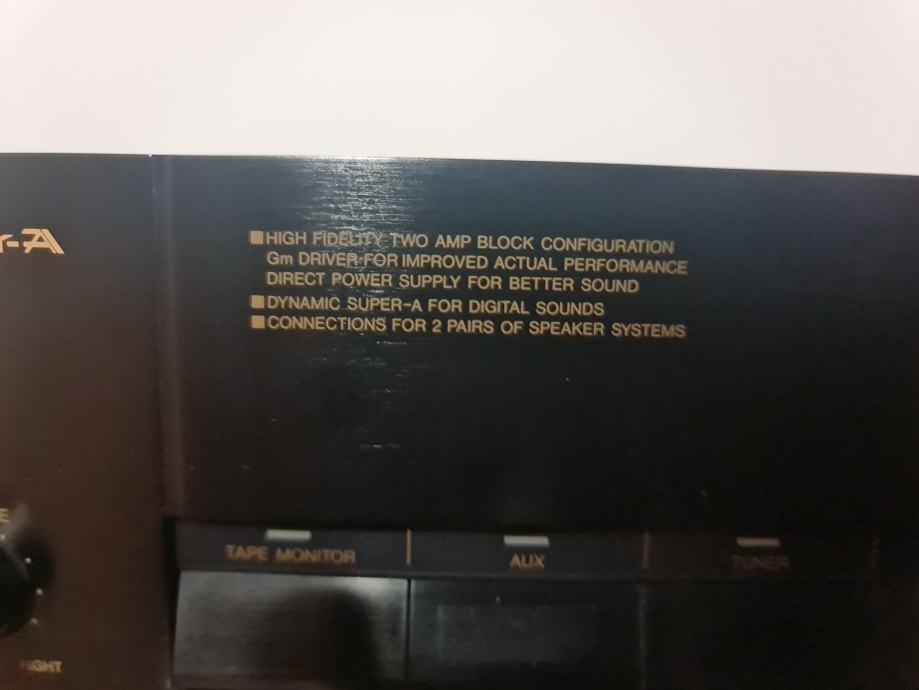 r-A
■HIGH FIDELITY TWO AMP BLOCK CONFIGURATION
Gm DRIVER FOR IMPROVED ACTUAL PERFORMANCE
DIRECT POWER SUPPLY FOR BETTER SOUND
■DYNAMIC SUPER-A FOR DIGITAL SOUNDS
■CONNECTIONS FOR 2 PAIRS OF SPEAKER SYSTEMS
E
TAPE MONITOR
AUX
TUNER
RIGHT